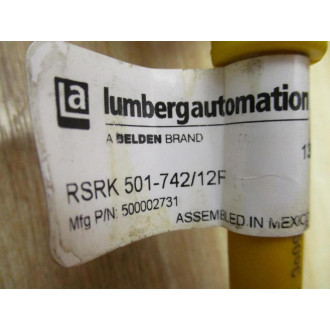 la lumbergautomation
A BELDEN BRAND
RSRK 501-742/12F
Mfg P/N: 500002731
ASSEMBLED IN MEXICO